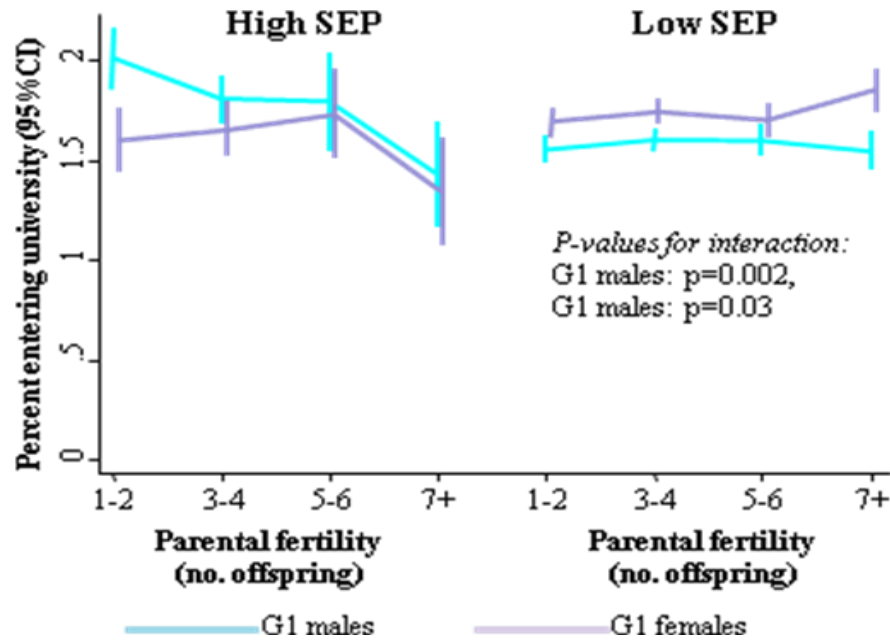 High SEP
Low SEP
Percent entering university (95%CI)
2
1.5
1
.5
0
P-values for interaction:
G1 males: p=0.002,
G1 males: p=0.03
1-2 3-4 5-6 7+
1-2 3-4 5-6 7+
Parental fertility
(no. offspring)
Parental fertility
(no. offspring)
G1 males
G1 females